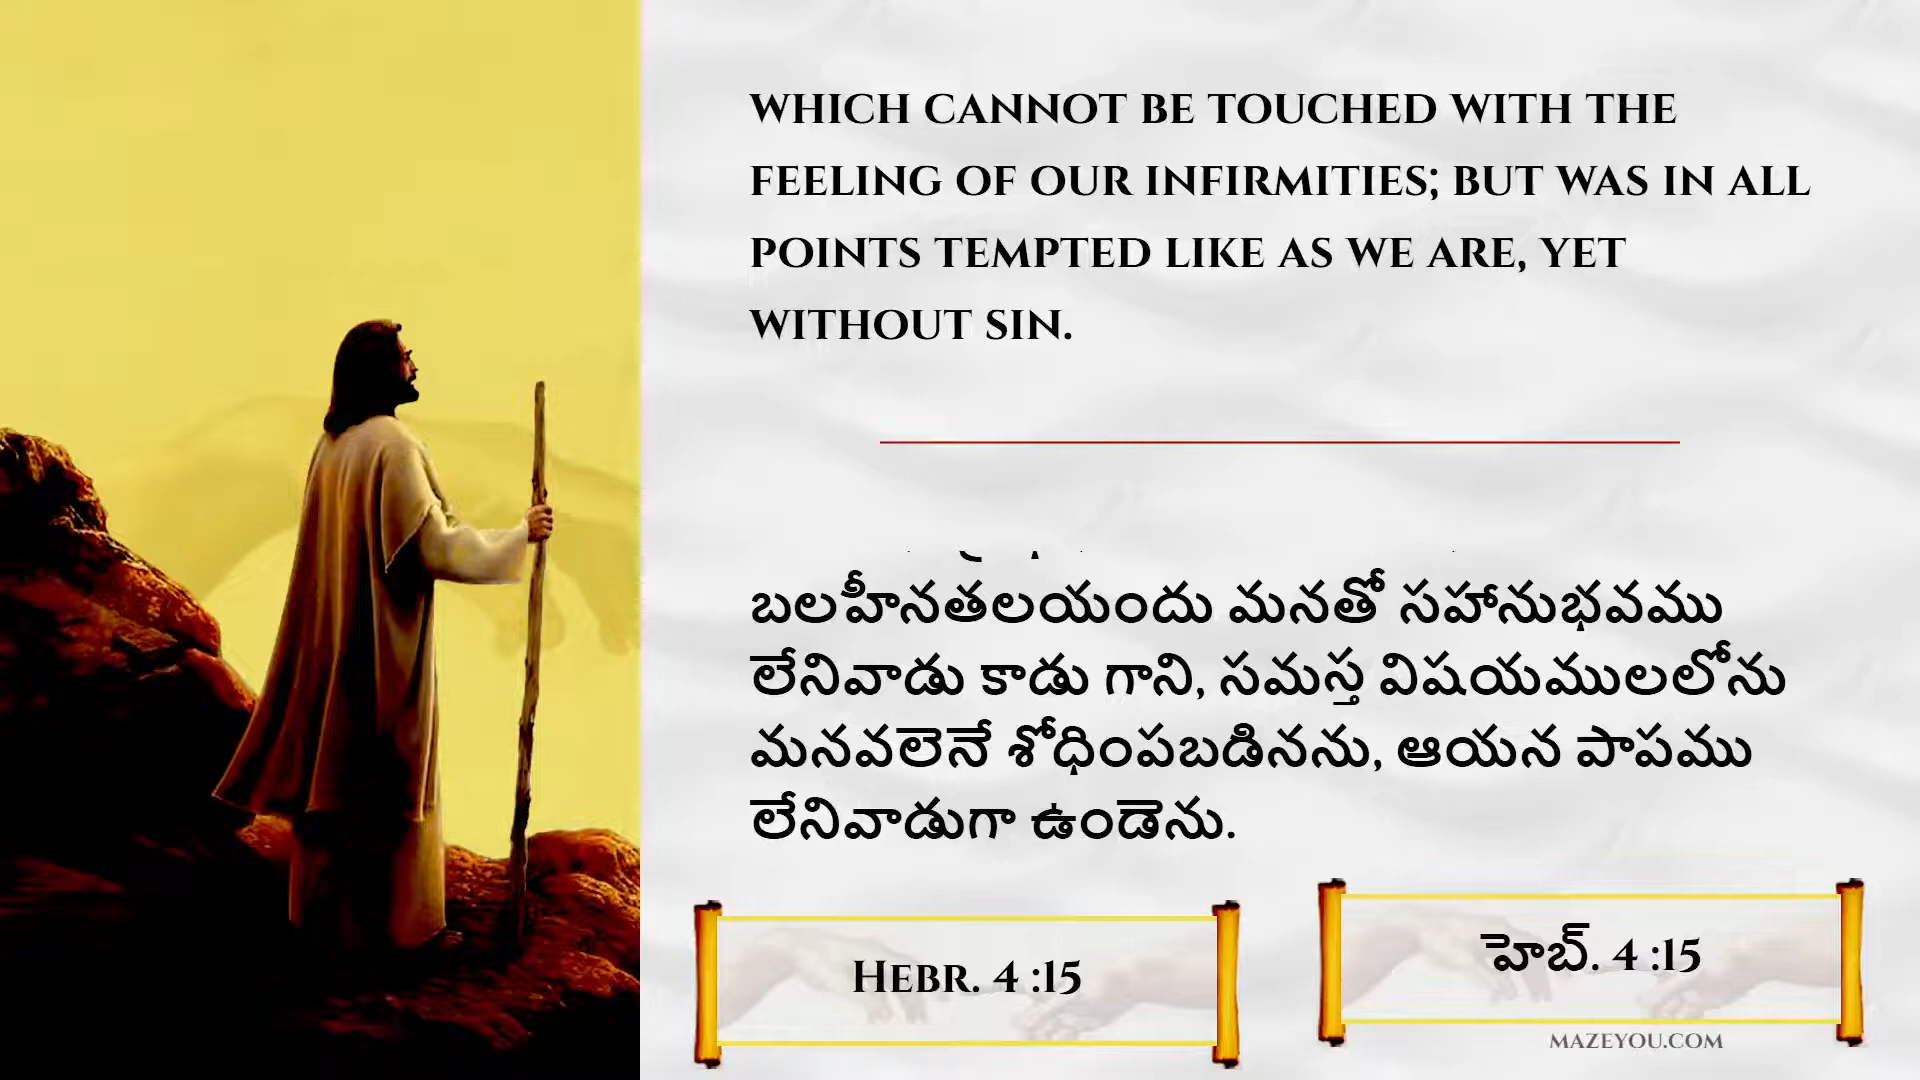 WHICH CANNOT BE TOUCHED WITH THE
FEELING OF OUR INFIRMITIES; BUT WAS IN ALL
POINTS TEMPTED LIKE AS WE ARE, YET
WITHOUT SIN.
బలహీనతలయందు మనతో సహానుభవము
లేనివాడు కాడు గాని, సమస్త విషయములలోను
మనవలెనే శోధింపబడినను, ఆయన పాపము
లేనివాడుగా ఉండెను.
HEBR. 4 :15
హెబ్. 4 :15
MAZEYOU.COM